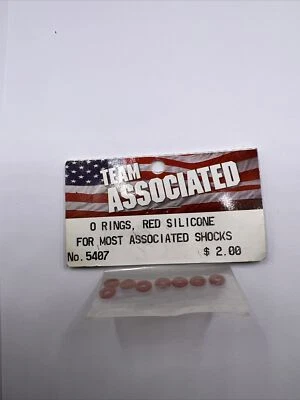 TEAM
ASSOCIATED
O RINGS, RED SILICONE
FOR MOST ASSOCIATED SHOCKS
No. 5407 $ 2.00